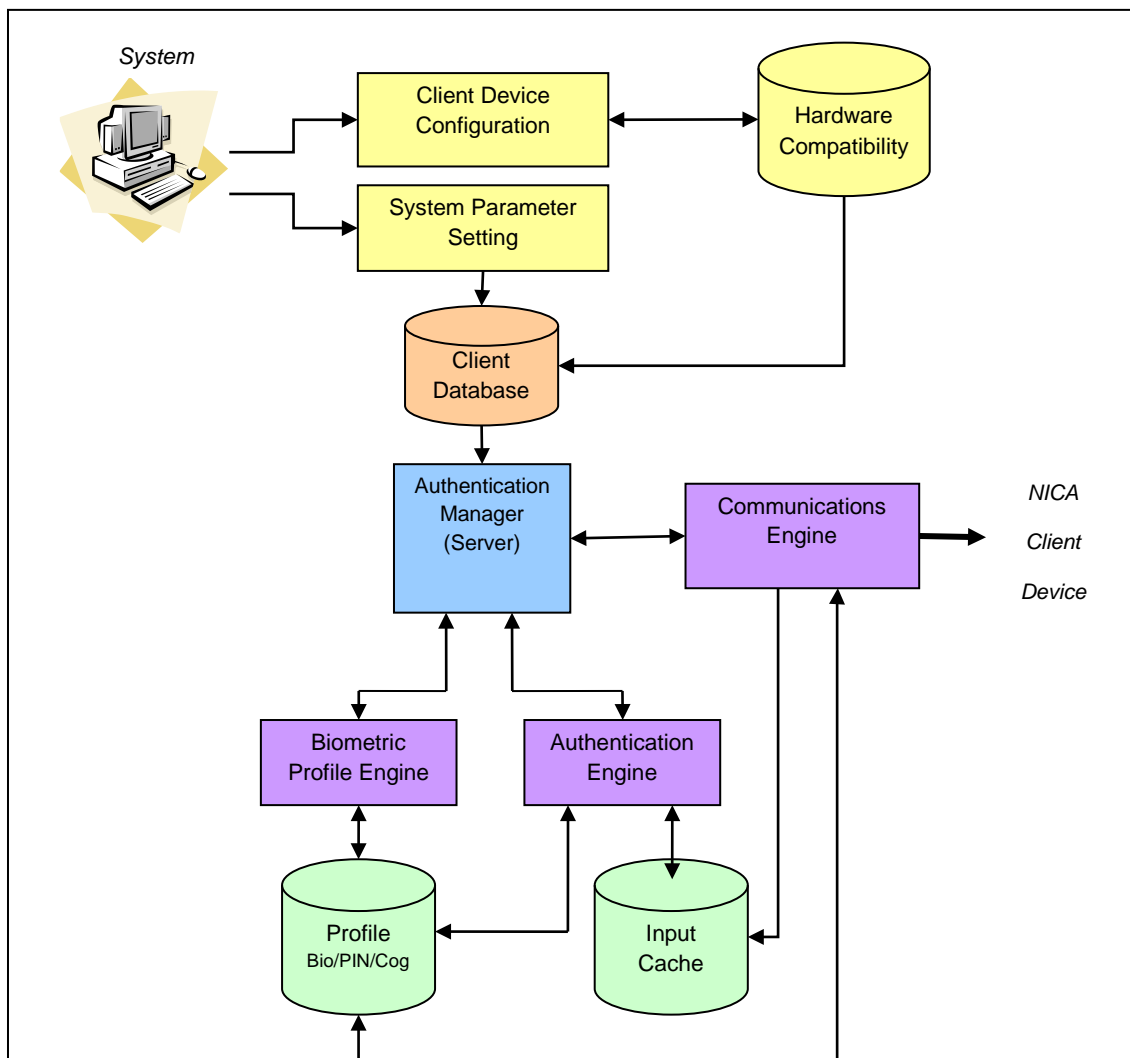 System
Client Device
Configuration
Hardware
Compatibility
System Parameter
Setting
Client
Database
Authentication
Manager
(Server)
Communications
Engine
NICA
Client
Device
Biometric
Profile Engine
Authentication
Engine
Profile
Bio/PIN/Cog
Input
Cache